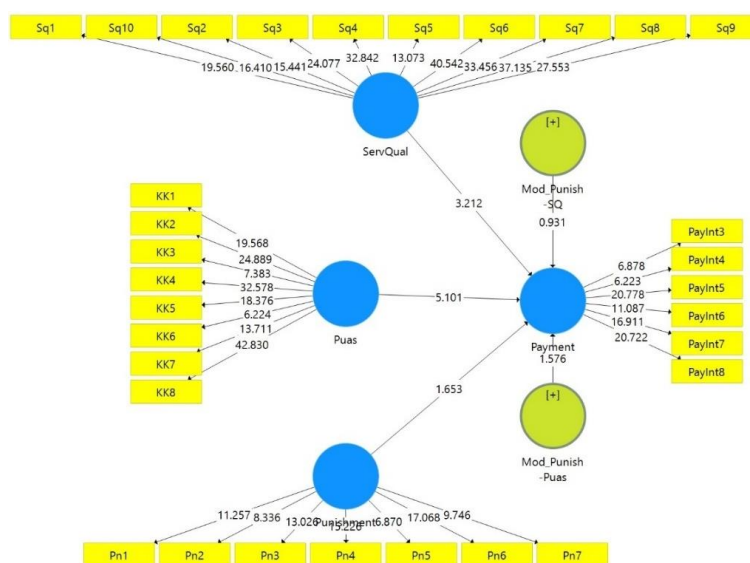 Sq1 Sq10 Sq2 Sq3 Sq4 Sq5 Sq6 Sq7 Sq8 Sq9
19.560 16.410 15.441 24.077 32.842 13.073 40.542 33.456 37.135 27.553
ServQual
[+]
Mod_Punish
-SQ
3.212
0.931
KK1
KK2
KK3
KK4
KK5
KK6
KK7
KK8
19.568
24.889
7.383
32.578
18.376
6.224
13.711
42.830
Puas
5.101
Payment
6.878
6.223
20.778
11.087
16.911
20.722
PayInt3
PayInt4
PayInt5
PayInt6
PayInt7
PayInt8
1.576
1.653
[+]
Mod_Punish
-Puas
Punishment
11.257 8.336 13.026 15.226 6.870 17.068 9.746
Pn1 Pn2 Pn3 Pn4 Pn5 Pn6 Pn7